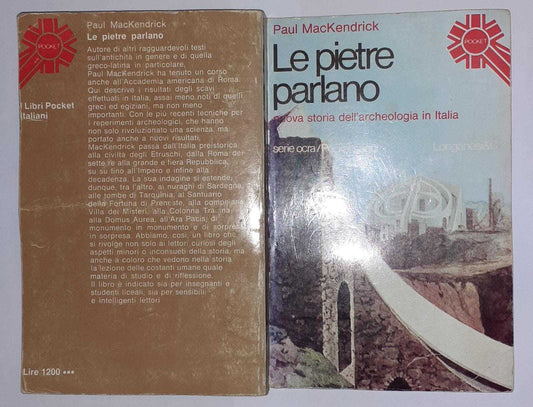 Paul MacKendrick
Le pietre parlano
POCKET
I Libri Pocket
Italiani
Autore di altri ragguardevoli testi
sull'antichità in genere e di quella
greco-latina in particolare,
Paul MacKendrick ha tenuto un corso
anche all'Accademia americana di Roma.
Qui descrive i risultati degli scavi
effettuati in Italia, assai meno noti di quelli
greci ed egiziani, ma non meno
importanti. Con le più recenti tecniche per
i reperimenti archeologici, che hanno
non solo rivoluzionato una scienza, ma
portato anche a nuovi risultati,
MacKendrick passa dall'Italia preistorica
alla civiltà degli Etruschi, dalla Roma dei
sette re alla grande e fiera Repubblica,
su su fino all'Impero e infine alla
decadenza. La sua indagine si estende,
dunque, tra l'altro, ai nuraghi di Sardegna,
alle tombe di Tarquinia, al Santuario
della Fortuna di Preneste, alla pompeiana
Villa dei Misteri, alla Colonna Traiana
alla Domus Aurea, all'Ara Pacis, di
monumento in monumento e di sorpresa
in sorpresa. Abbiamo, così, un libro che
si rivolge non solo ai lettori curiosi degli
aspetti minori o inconsueti della storia, ma
anche a coloro che vedono nella storia
la lezione delle costanti umane quale
materia di studio e di riflessione.
Il libro è indicato sia per insegnanti e
studenti liceali, sia per sensibili
e intelligenti lettori
Lire 1200 •••
Paul MacKendrick
Le pietre
parlano
nuova storia dell'archeologia in Italia
serie ocra/Pocket saggi
Longanesi &
POCKET